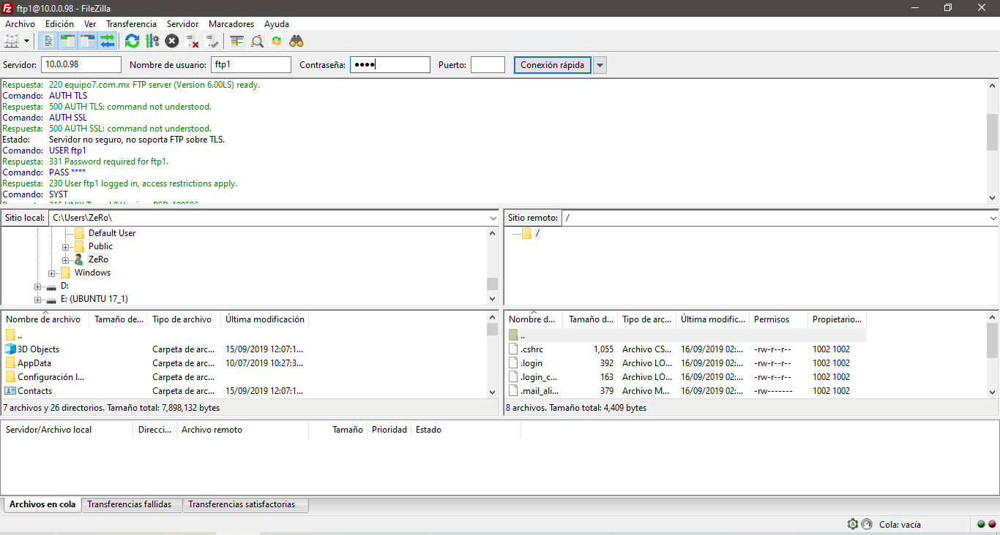 ftp1@10.0.0.98 - FileZilla
Archivo Edición Ver Transferencia Servidor Marcadores Ayuda
Servidor: 10.0.0.98 Nombre de usuario: ftp1 Contraseña: ●●●● Puerto: Conexión rápida
Respuesta: 220 equipo7.com.mx FTP server (Version 6.00LS) ready.
Comando: AUTH TLS
Respuesta: 500 AUTH TLS: command not understood.
Comando: AUTH SSL
Respuesta: 500 AUTH SSL: command not understood.
Estado: Servidor no seguro, no soporta FTP sobre TLS.
Comando: USER ftp1
Respuesta: 331 Password required for ftp1.
Comando: PASS ****
Respuesta: 230 User ftp1 logged in, access restrictions apply.
Comando: SYST
Sitio local: C:\Users\ZeRo\
Default User
Public
ZeRo
Windows
D:
E: (UBUNTU 17_1)
Sitio remoto: /
/
Nombre de archivo Tamaño de... Tipo de archivo Última modificación
..
3D Objects Carpeta de arc... 15/09/2019 12:07:1...
AppData Carpeta de arc... 10/07/2019 10:27:3...
Configuración l... Carpeta de arc...
Contacts Carpeta de arc... 15/09/2019 12:07:1...
7 archivos y 26 directorios. Tamaño total: 7,898,132 bytes
Nombre d... Tamaño d... Tipo de arc... Última modific... Permisos Propietario...
..
.cshrc 1,055 Archivo CS... 16/09/2019 02:... -rw-r--r-- 1002 1002
.login 392 Archivo LO... 16/09/2019 02:... -rw-r--r-- 1002 1002
.login_c... 163 Archivo LO... 16/09/2019 02:... -rw-r--r-- 1002 1002
.mail_ali... 379 Archivo M... 16/09/2019 02:... -rw------- 1002 1002
8 archivos. Tamaño total: 4,409 bytes
Servidor/Archivo local Direcci... Archivo remoto Tamaño Prioridad Estado
Archivos en cola Transferencias fallidas Transferencias satisfactorias
Cola: vacía